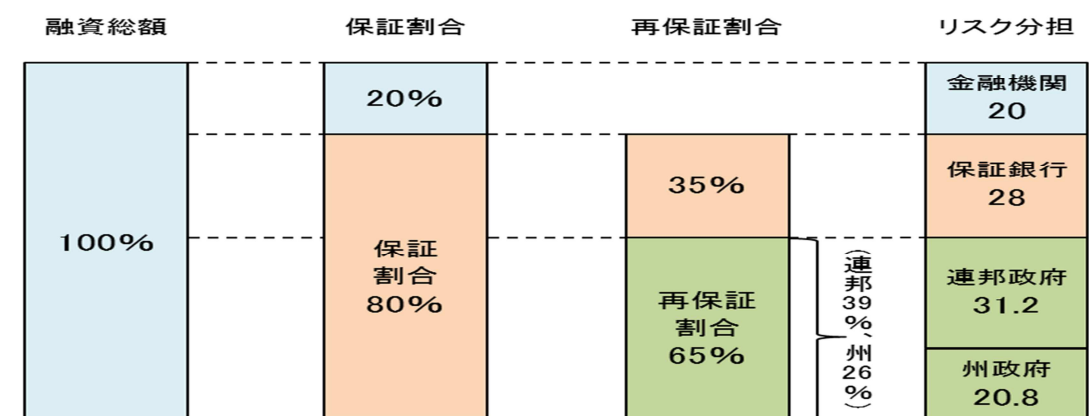 融資総額
保証割合
再保証割合
リスク分担
100%
20%
保証
割合
80%
35%
再保証
割合
65%
(連邦39%、州26%)
金融機関
20
保証銀行
28
連邦政府
31.2
州政府
20.8